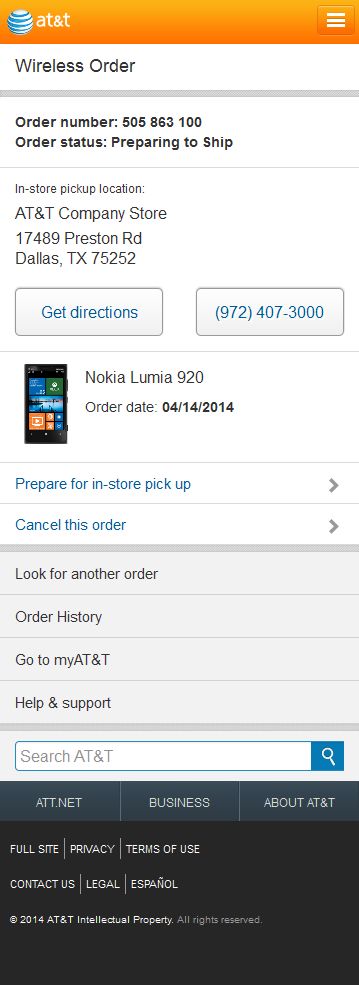 at&t
Wireless Order
Order number: 505 863 100
Order status: Preparing to Ship
In-store pickup location:
AT&T Company Store
17489 Preston Rd
Dallas, TX 75252
Get directions
(972) 407-3000
Nokia Lumia 920
Order date: 04/14/2014
Prepare for in-store pick up
Cancel this order
Look for another order
Order History
Go to myAT&T
Help & support
Search AT&T
ATT.NET
BUSINESS
ABOUT AT&T
FULL SITE
PRIVACY
TERMS OF USE
CONTACT US
LEGAL
ESPAÑOL
© 2014 AT&T Intellectual Property. All rights reserved.